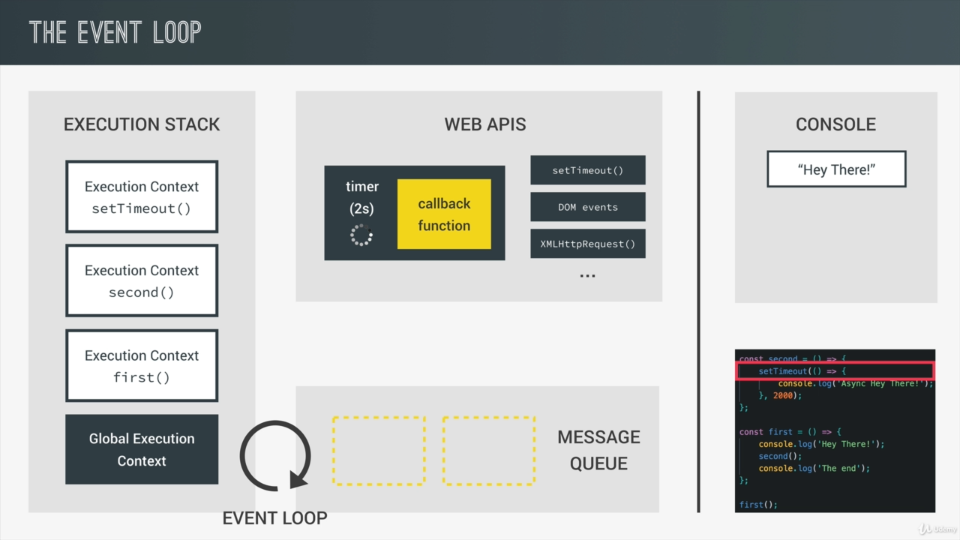 THE EVENT LOOP
EXECUTION STACK
Execution Context
setTimeout()
Execution Context
second()
Execution Context
first()
Global Execution
Context
EVENT LOOP
WEB APIS
timer
(2s)
callback
function
setTimeout()
DOM events
XMLHttpRequest()
...
MESSAGE
QUEUE
CONSOLE
“Hey There!”
const second = () => {
setTimeout(() => {
console.log('Async Hey There!');
}, 2000);
};
const first = () => {
console.log('Hey There!');
second();
console.log('The end');
};
first();
Udemy